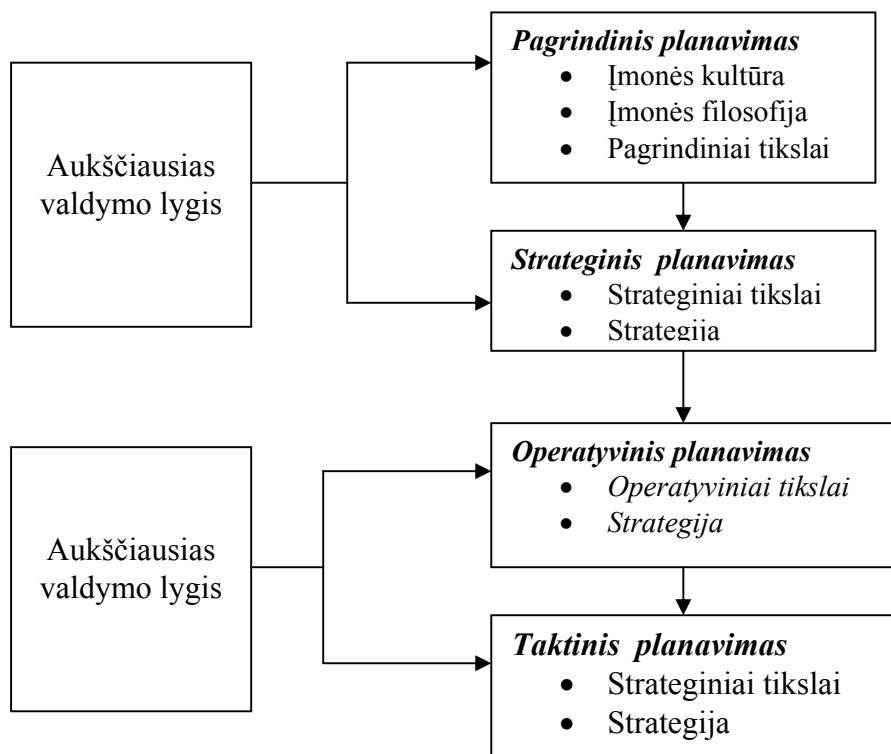 Aukščiausias
valdymo lygis
Pagrindinis planavimas
• Įmonės kultūra
• Įmonės filosofija
• Pagrindiniai tikslai
Strateginis planavimas
• Strateginiai tikslai
• Strategija
Aukščiausias
valdymo lygis
Operatyvinis planavimas
• Operatyviniai tikslai
• Strategija
Taktinis planavimas
• Strateginiai tikslai
• Strategija